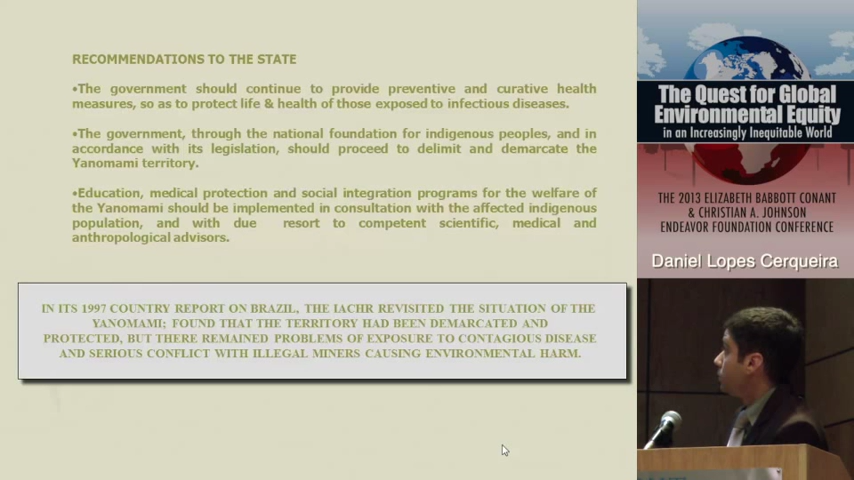 RECOMMENDATIONS TO THE STATE
•The government should continue to provide preventive and curative health
measures, so as to protect life & health of those exposed to infectious diseases.
•The government, through the national foundation for indigenous peoples, and in
accordance with its legislation, should proceed to delimit and demarcate the
Yanomami territory.
•Education, medical protection and social integration programs for the welfare of
the Yanomami should be implemented in consultation with the affected indigenous
population, and with due resort to competent scientific, medical and
anthropological advisors.
IN ITS 1997 COUNTRY REPORT ON BRAZIL, THE IACHR REVISITED THE SITUATION OF THE
YANOMAMI; FOUND THAT THE TERRITORY HAD BEEN DEMARCATED AND
PROTECTED, BUT THERE REMAINED PROBLEMS OF EXPOSURE TO CONTAGIOUS DISEASE
AND SERIOUS CONFLICT WITH ILLEGAL MINERS CAUSING ENVIRONMENTAL HARM.
The Quest for Global
Environmental Equity
in an Increasingly Inequitable World
THE 2013 ELIZABETH BABBOTT CONANT
& CHRISTIAN A. JOHNSON
ENDEAVOR FOUNDATION CONFERENCE
Daniel Lopes Cerqueira